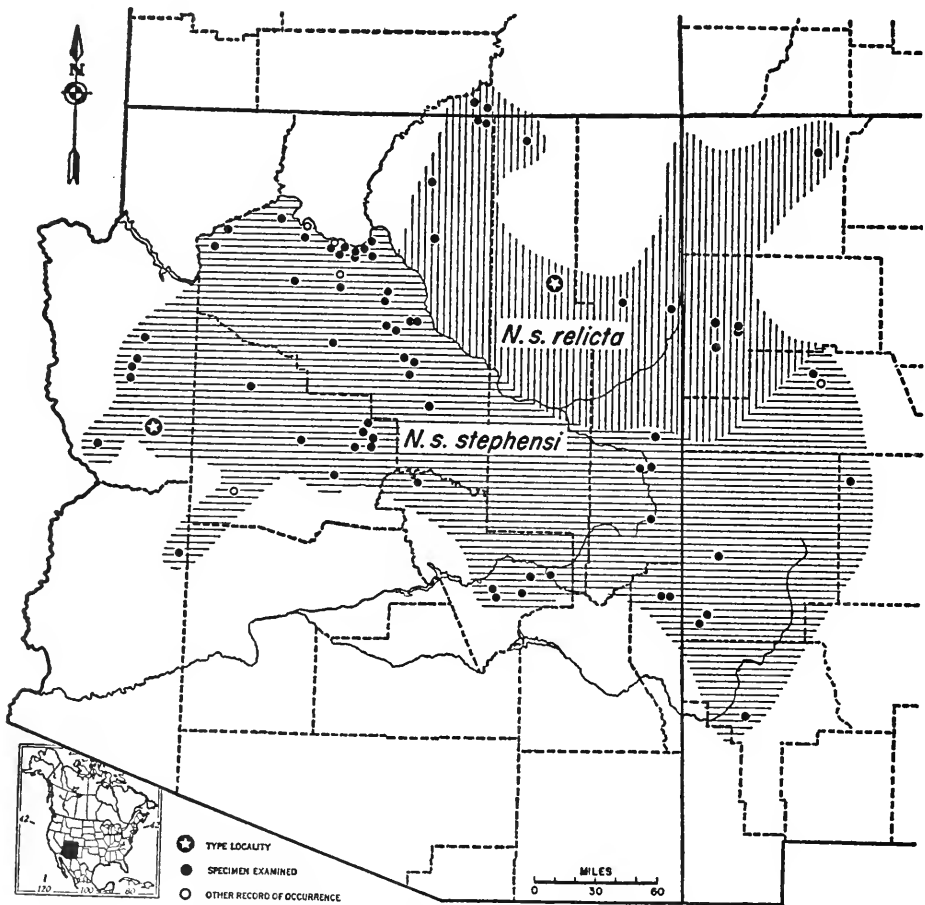 N
N. s. relicta
N. s. stephensi
42
120 100 80
TYPE LOCALITY
SPECIMEN EXAMINED
OTHER RECORD OF OCCURRENCE
MILES
0 30 60